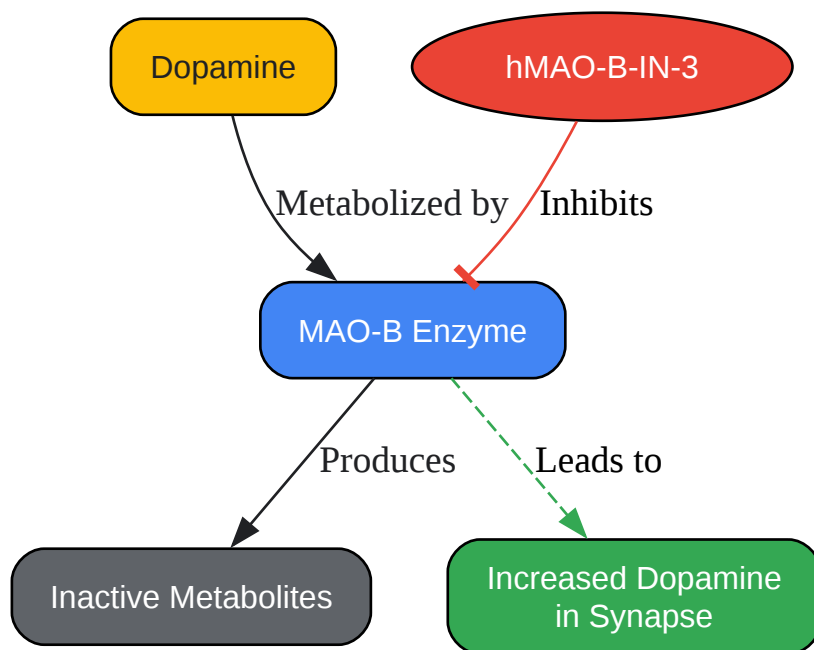 Dopamine
hMAO-B-IN-3
Metabolized by
Inhibits
MAO-B Enzyme
Produces
Leads to
Inactive Metabolites
Increased Dopamine
in Synapse